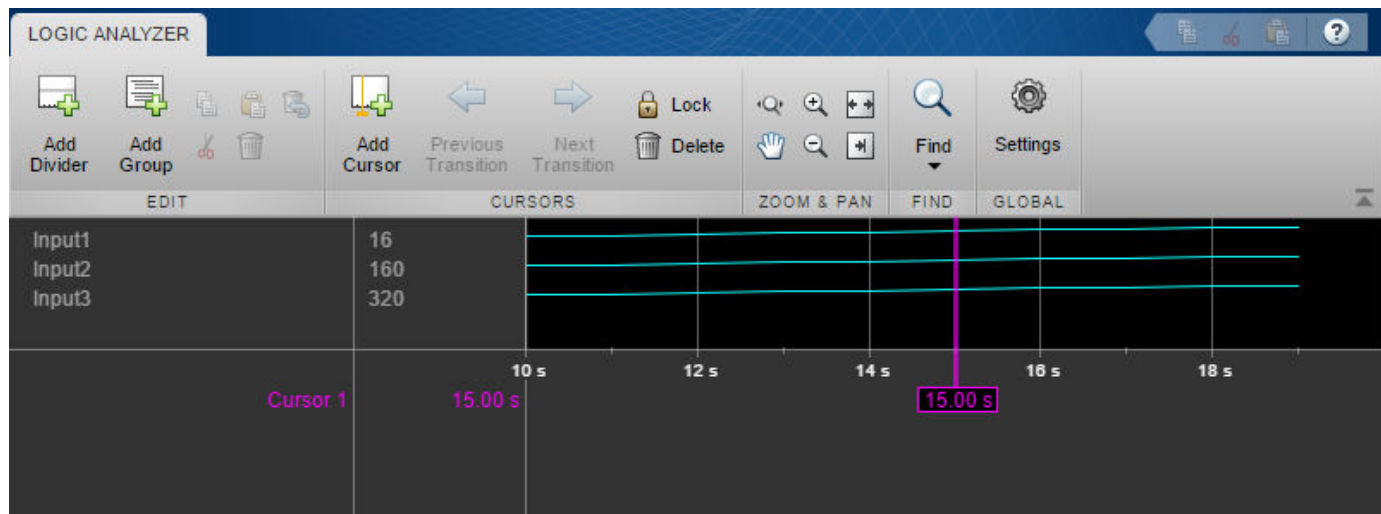 LOGIC ANALYZER
?
Add Divider
Add Group
Add Cursor
Previous Transition
Next Transition
Lock
Delete
Find
Settings
EDIT
CURSORS
ZOOM & PAN
FIND
GLOBAL
Input1 16
Input2 160
Input3 320
10 s 12 s 14 s 16 s 18 s
Cursor 1 15.00 s 15.00 s